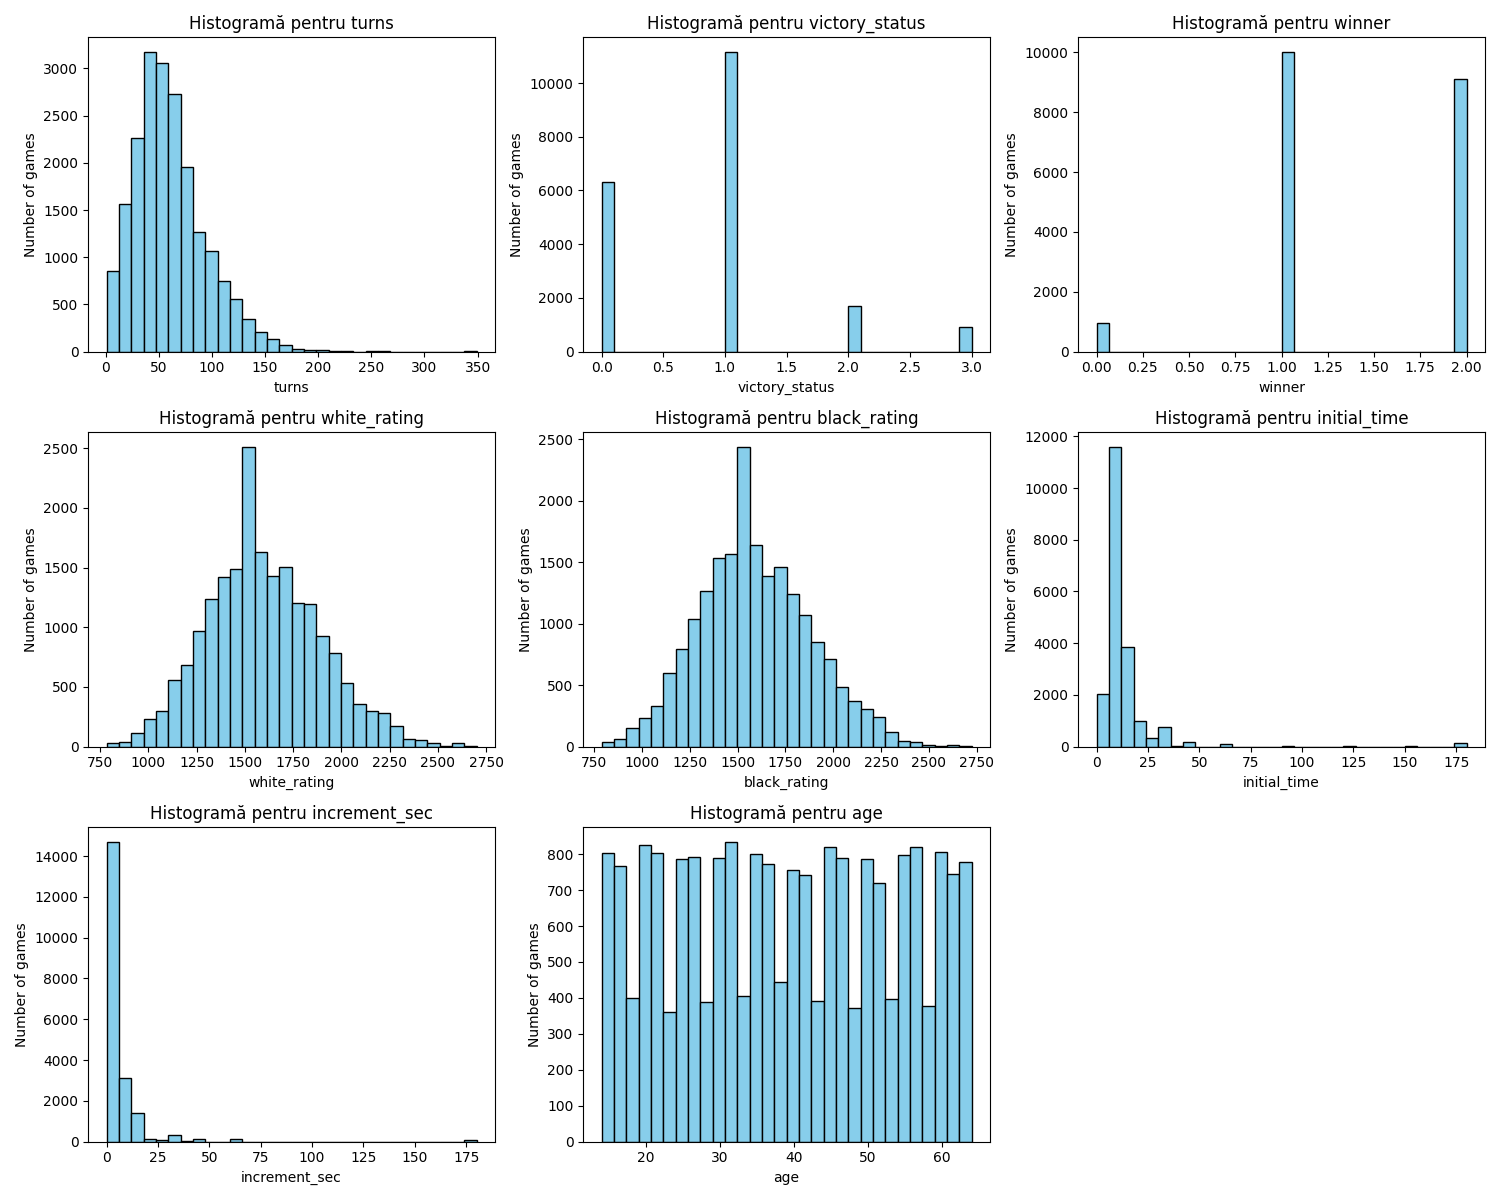 Histogramă pentru turns
Number of games
3000
2500
2000
1500
1000
500
0
0 50 100 150 200 250 300 350
turns
Histogramă pentru victory_status
Number of games
10000
8000
6000
4000
2000
0
0.0 0.5 1.0 1.5 2.0 2.5 3.0
victory_status
Histogramă pentru winner
Number of games
10000
8000
6000
4000
2000
0
0.00 0.25 0.50 0.75 1.00 1.25 1.50 1.75 2.00
winner
Histogramă pentru white_rating
Number of games
2500
2000
1500
1000
500
0
750 1000 1250 1500 1750 2000 2250 2500 2750
white_rating
Histogramă pentru black_rating
Number of games
2500
2000
1500
1000
500
0
750 1000 1250 1500 1750 2000 2250 2500 2750
black_rating
Histogramă pentru initial_time
Number of games
12000
10000
8000
6000
4000
2000
0
0 25 50 75 100 125 150 175
initial_time
Histogramă pentru increment_sec
Number of games
14000
12000
10000
8000
6000
4000
2000
0
0 25 50 75 100 125 150 175
increment_sec
Histogramă pentru age
Number of games
800
700
600
500
400
300
200
100
0
20 30 40 50 60
age